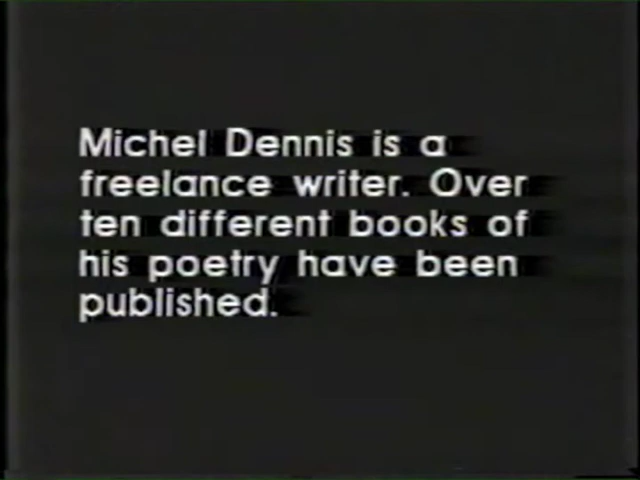 Michel Dennis is a
freelance writer. Over
ten different books of
his poetry have been
published.